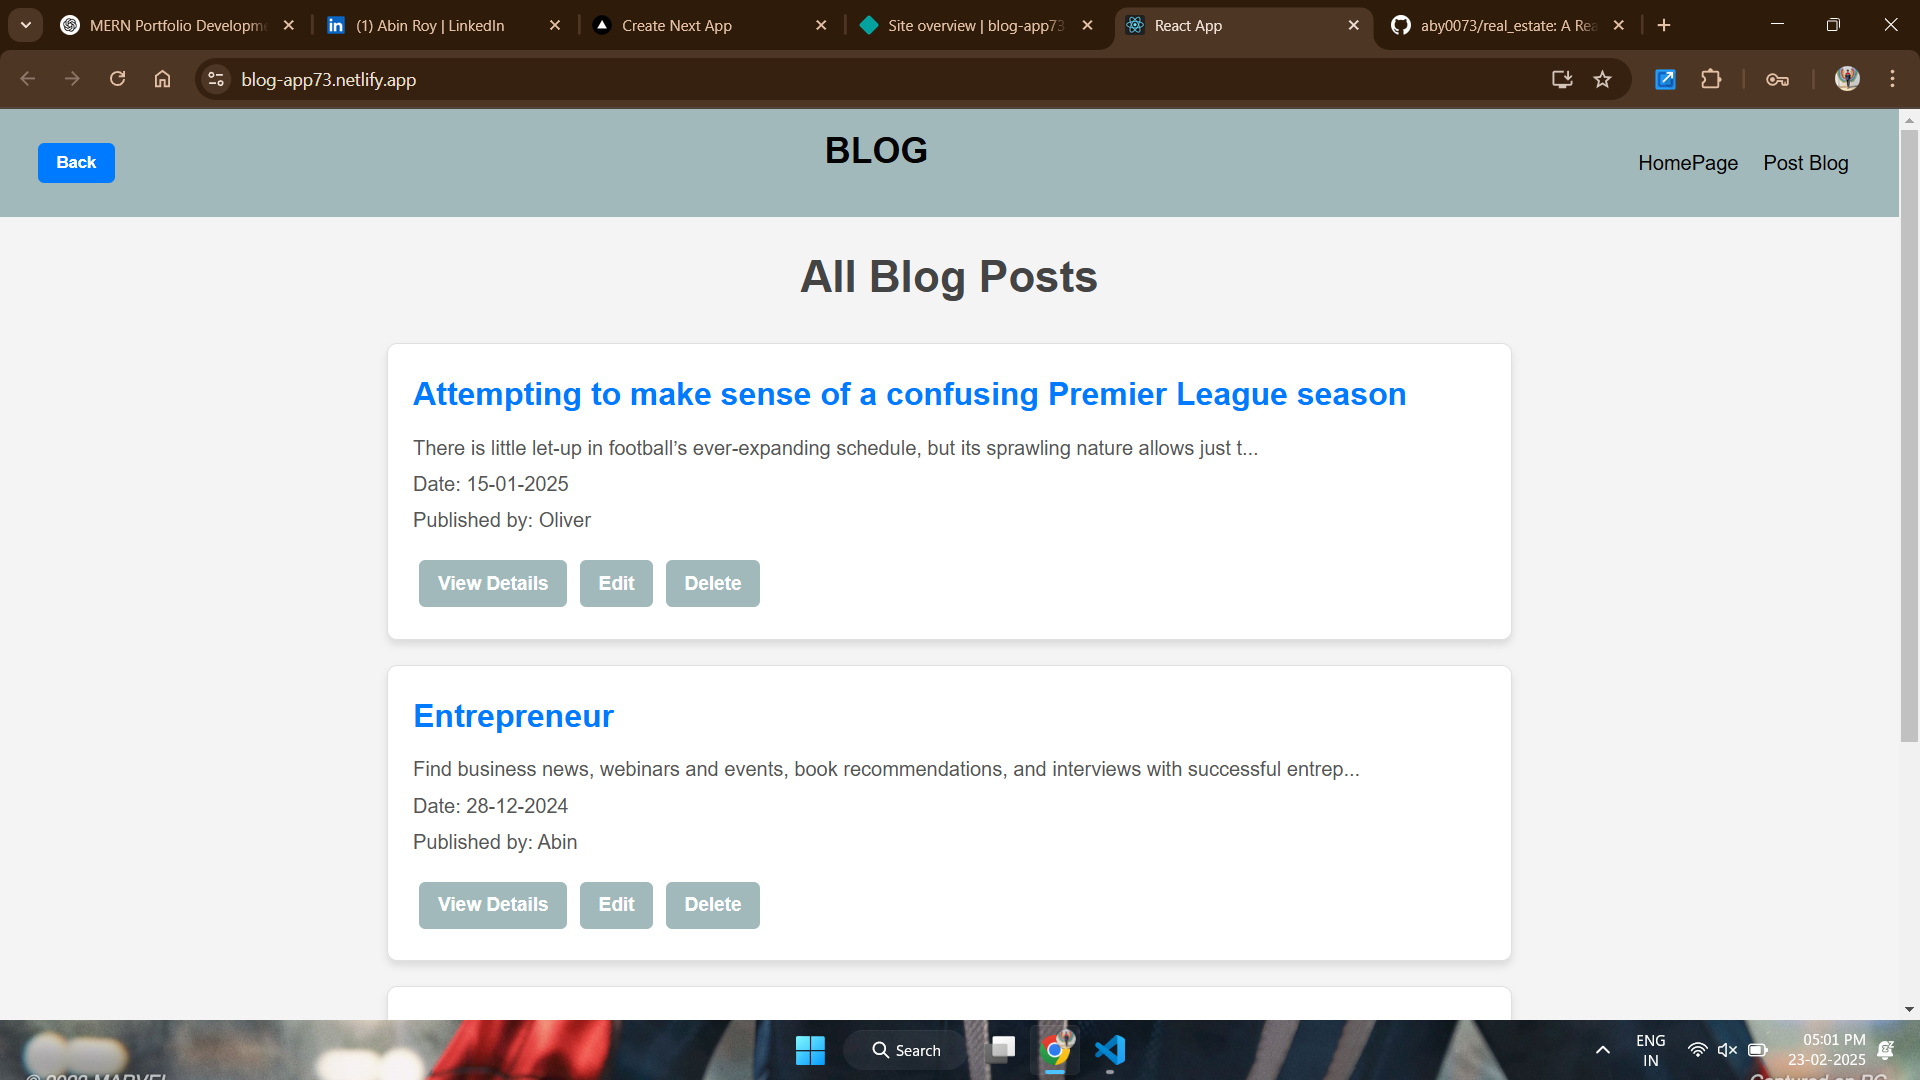 MERN Portfolio Developm
(1) Abin Roy | LinkedIn
Create Next App
Site overview | blog-app73
React App
aby0073/real_estate: A Rea
blog-app73.netlify.app
Back
BLOG
HomePage
Post Blog
All Blog Posts
Attempting to make sense of a confusing Premier League season
There is little let-up in football’s ever-expanding schedule, but its sprawling nature allows just t...
Date: 15-01-2025
Published by: Oliver
View Details
Edit
Delete
Entrepreneur
Find business news, webinars and events, book recommendations, and interviews with successful entrep...
Date: 28-12-2024
Published by: Abin
View Details
Edit
Delete
Search
ENG
IN
05:01 PM
23-02-2025
© 2022 MARVEL
Captured on PC